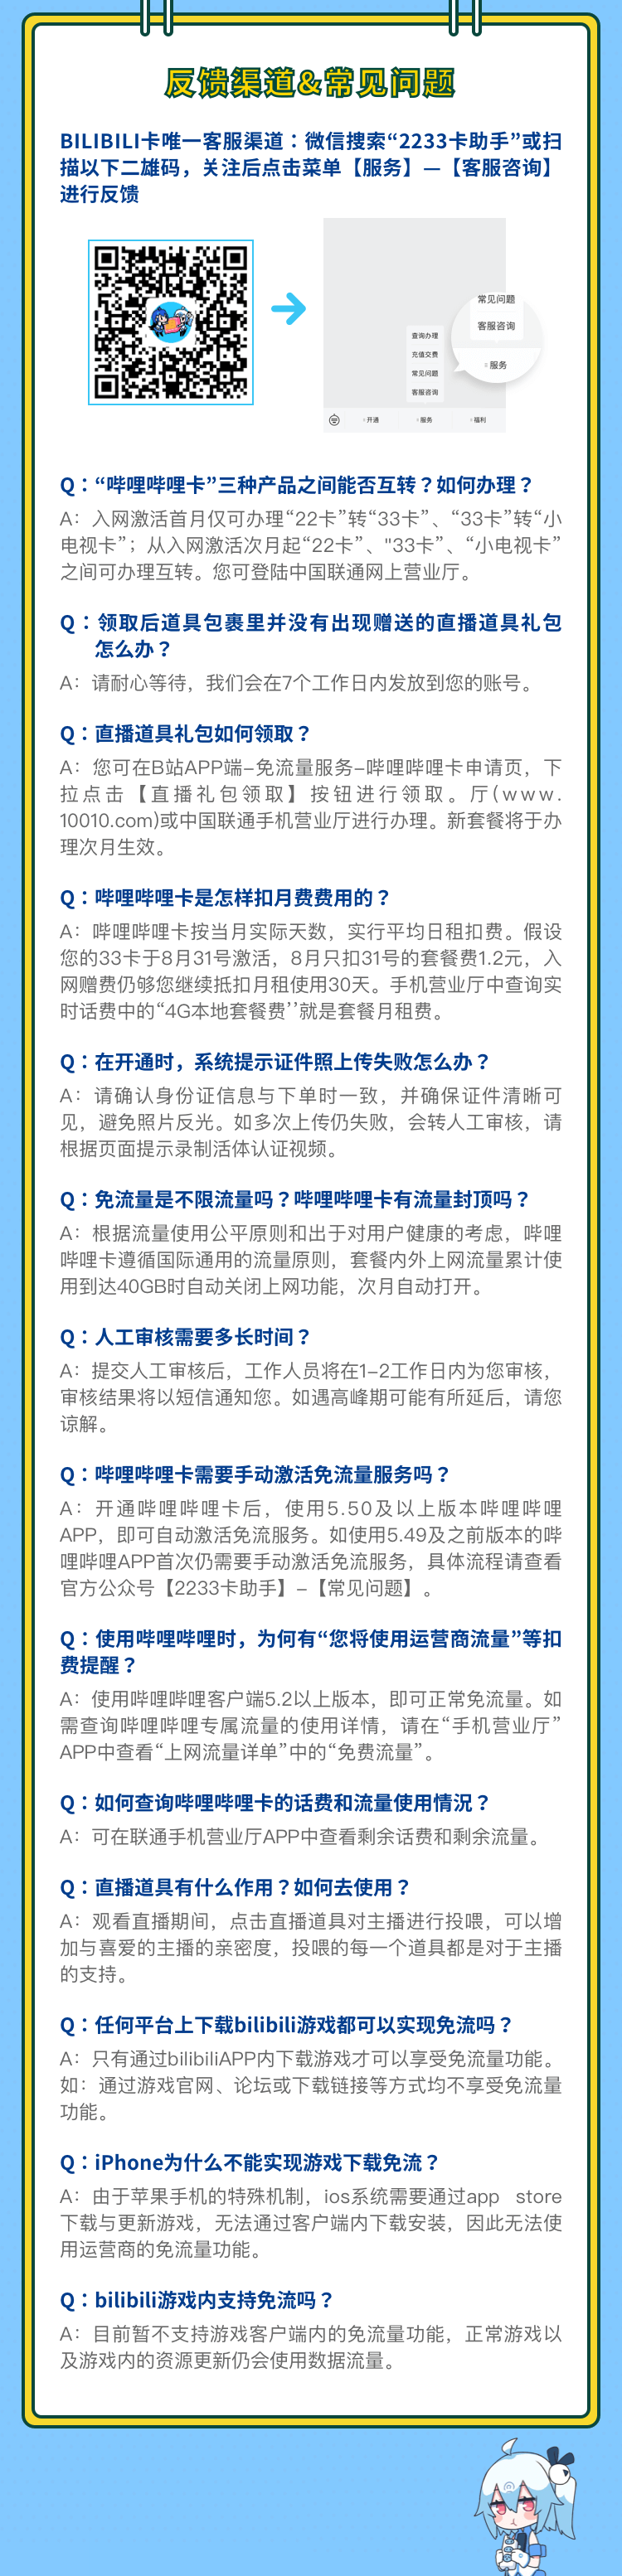 反馈渠道&常见问题
BILIBILI卡唯一客服渠道：微信搜索“2233卡助手”或扫
描以下二维码，关注后点击菜单【服务】—【客服咨询】
进行反馈
常见问题
客服咨询
服务
查询办理
充值交费
常见问题
客服咨询
开通
服务
福利
Q：“哔哩哔哩卡”三种产品之间能否互转？如何办理？
A：入网激活首月仅可办理“22卡”转“33卡”、“33卡”转“小
电视卡”；从入网激活次月起“22卡”、"33卡”、“小电视卡”
之间可办理互转。您可登陆中国联通网上营业厅。
Q：领取后道具包裹里并没有出现赠送的直播道具礼包
怎么办？
A：请耐心等待，我们会在7个工作日内发放到您的账号。
Q：直播道具礼包如何领取？
A：您可在B站APP端–免流量服务–哔哩哔哩卡申请页，下
拉点击【直播礼包领取】按钮进行领取。厅(www.
10010.com)或中国联通手机营业厅进行办理。新套餐将于办
理次月生效。
Q：哔哩哔哩卡是怎样扣月费费用的？
A：哔哩哔哩卡按当月实际天数，实行平均日租扣费。假设
您的33卡于8月31号激活，8月只扣31号的套餐费1.2元，入
网赠费仍够您继续抵扣月租使用30天。手机营业厅中查询实
时话费中的“4G本地套餐费’’就是套餐月租费。
Q：在开通时，系统提示证件照上传失败怎么办？
A：请确认身份证信息与下单时一致，并确保证件清晰可
见，避免照片反光。如多次上传仍失败，会转人工审核，请
根据页面提示录制活体认证视频。
Q：免流量是不限流量吗？哔哩哔哩卡有流量封顶吗？
A：根据流量使用公平原则和出于对用户健康的考虑，哔哩
哔哩卡遵循国际通用的流量原则，套餐内外上网流量累计使
用到达40GB时自动关闭上网功能，次月自动打开。
Q：人工审核需要多长时间？
A：提交人工审核后，工作人员将在1–2工作日内为您审核，
审核结果将以短信通知您。如遇高峰期可能有所延后，请您
谅解。
Q：哔哩哔哩卡需要手动激活免流量服务吗？
A：开通哔哩哔哩卡后，使用5.50及以上版本哔哩哔哩
APP，即可自动激活免流服务。如使用5.49及之前版本的哔
哩哔哩APP首次仍需要手动激活免流服务，具体流程请查看
官方公众号【2233卡助手】–【常见问题】。
Q：使用哔哩哔哩时，为何有“您将使用运营商流量”等扣
费提醒？
A：使用哔哩哔哩客户端5.2以上版本，即可正常免流量。如
需查询哔哩哔哩专属流量的使用详情，请在“手机营业厅”
APP中查看“上网流量详单”中的“免费流量”。
Q：如何查询哔哩哔哩卡的话费和流量使用情况？
A：可在联通手机营业厅APP中查看剩余话费和剩余流量。
Q：直播道具有什么作用？如何去使用？
A：观看直播期间，点击直播道具对主播进行投喂，可以增
加与喜爱的主播的亲密度，投喂的每一个道具都是对于主播
的支持。
Q：任何平台上下载bilibili游戏都可以实现免流吗？
A：只有通过bilibiliAPP内下载游戏才可以享受免流量功能。
如：通过游戏官网、论坛或下载链接等方式均不享受免流量
功能。
Q：iPhone为什么不能实现游戏下载免流？
A：由于苹果手机的特殊机制，ios系统需要通过app store
下载与更新游戏，无法通过客户端内下载安装，因此无法使
用运营商的免流量功能。
Q：bilibili游戏内支持免流吗？
A：目前暂不支持游戏客户端内的免流量功能，正常游戏以
及游戏内的资源更新仍会使用数据流量。